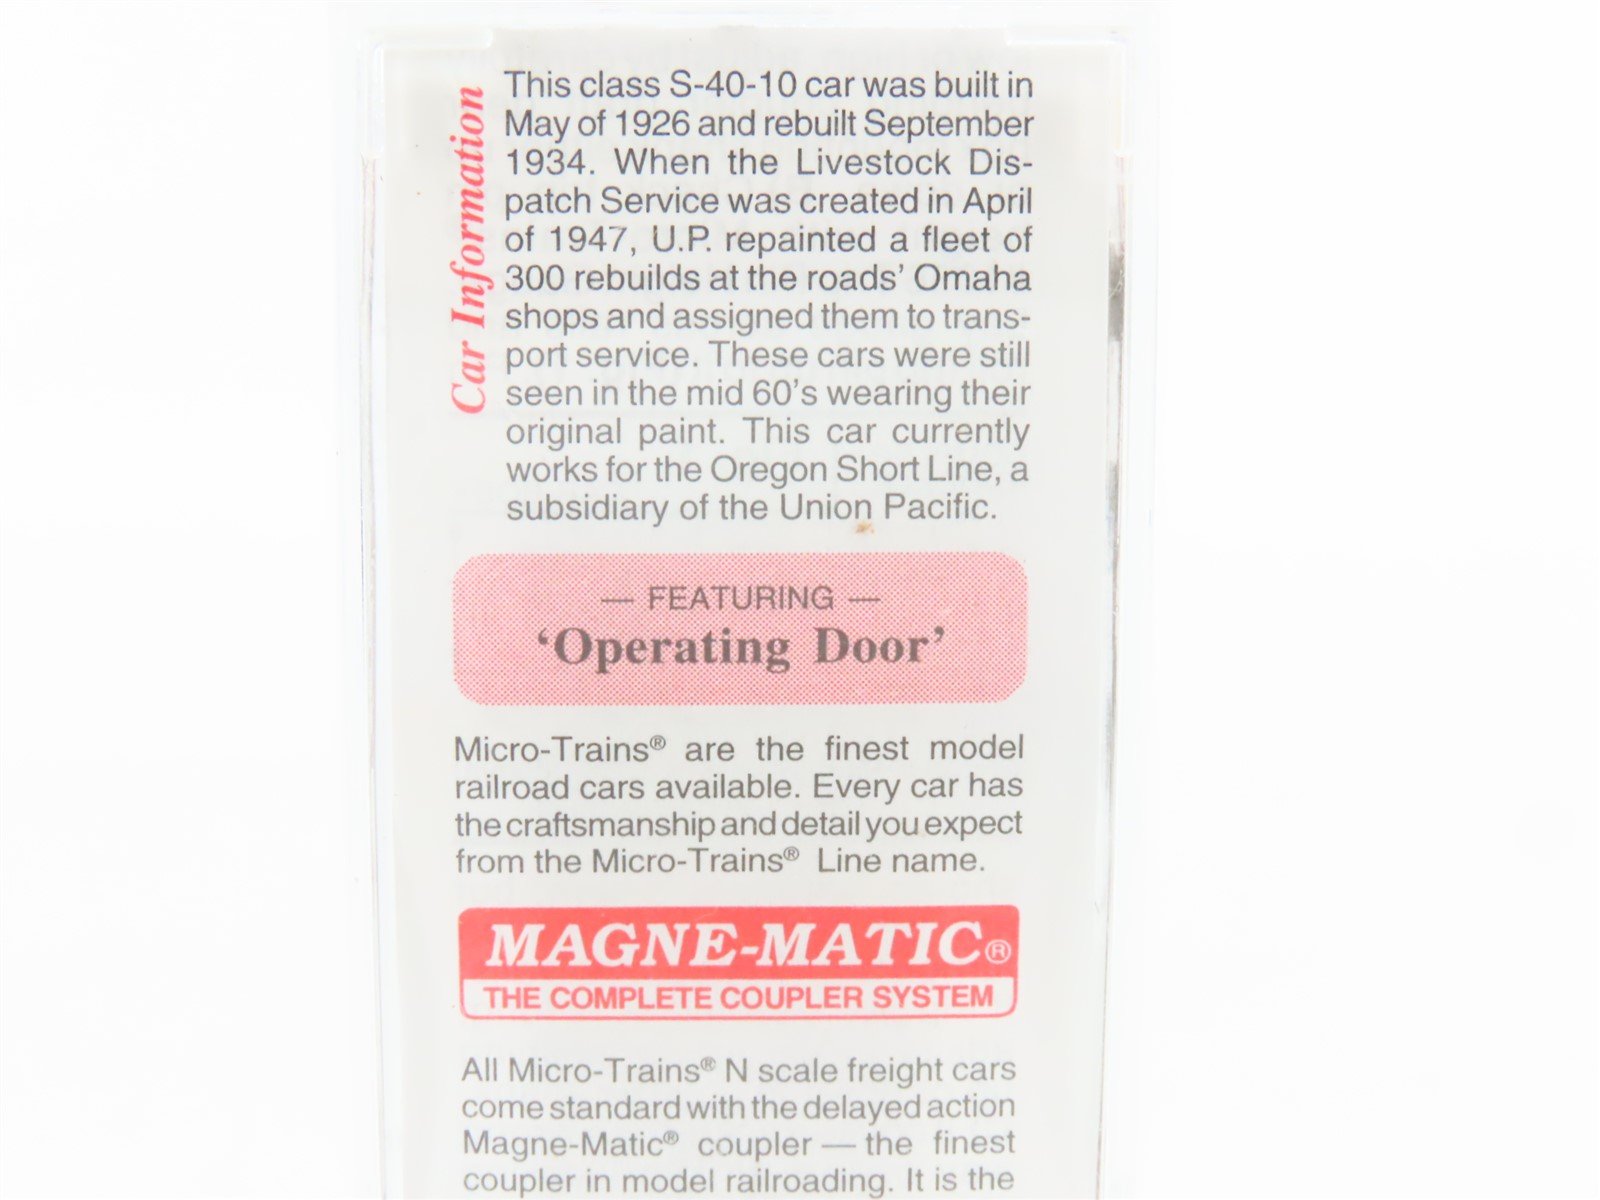 Car Information
This class S-40-10 car was built in
May of 1926 and rebuilt September
1934. When the Livestock Dis-
patch Service was created in April
of 1947, U.P. repainted a fleet of
300 rebuilds at the roads' Omaha
shops and assigned them to trans-
port service. These cars were still
seen in the mid 60's wearing their
original paint. This car currently
works for the Oregon Short Line, a
subsidiary of the Union Pacific.
— FEATURING —
'Operating Door'
Micro-Trains® are the finest model
railroad cars available. Every car has
the craftsmanship and detail you expect
from the Micro-Trains® Line name.
MAGNE-MATIC®
THE COMPLETE COUPLER SYSTEM
All Micro-Trains® N scale freight cars
come standard with the delayed action
Magne-Matic® coupler — the finest
coupler in model railroading. It is the